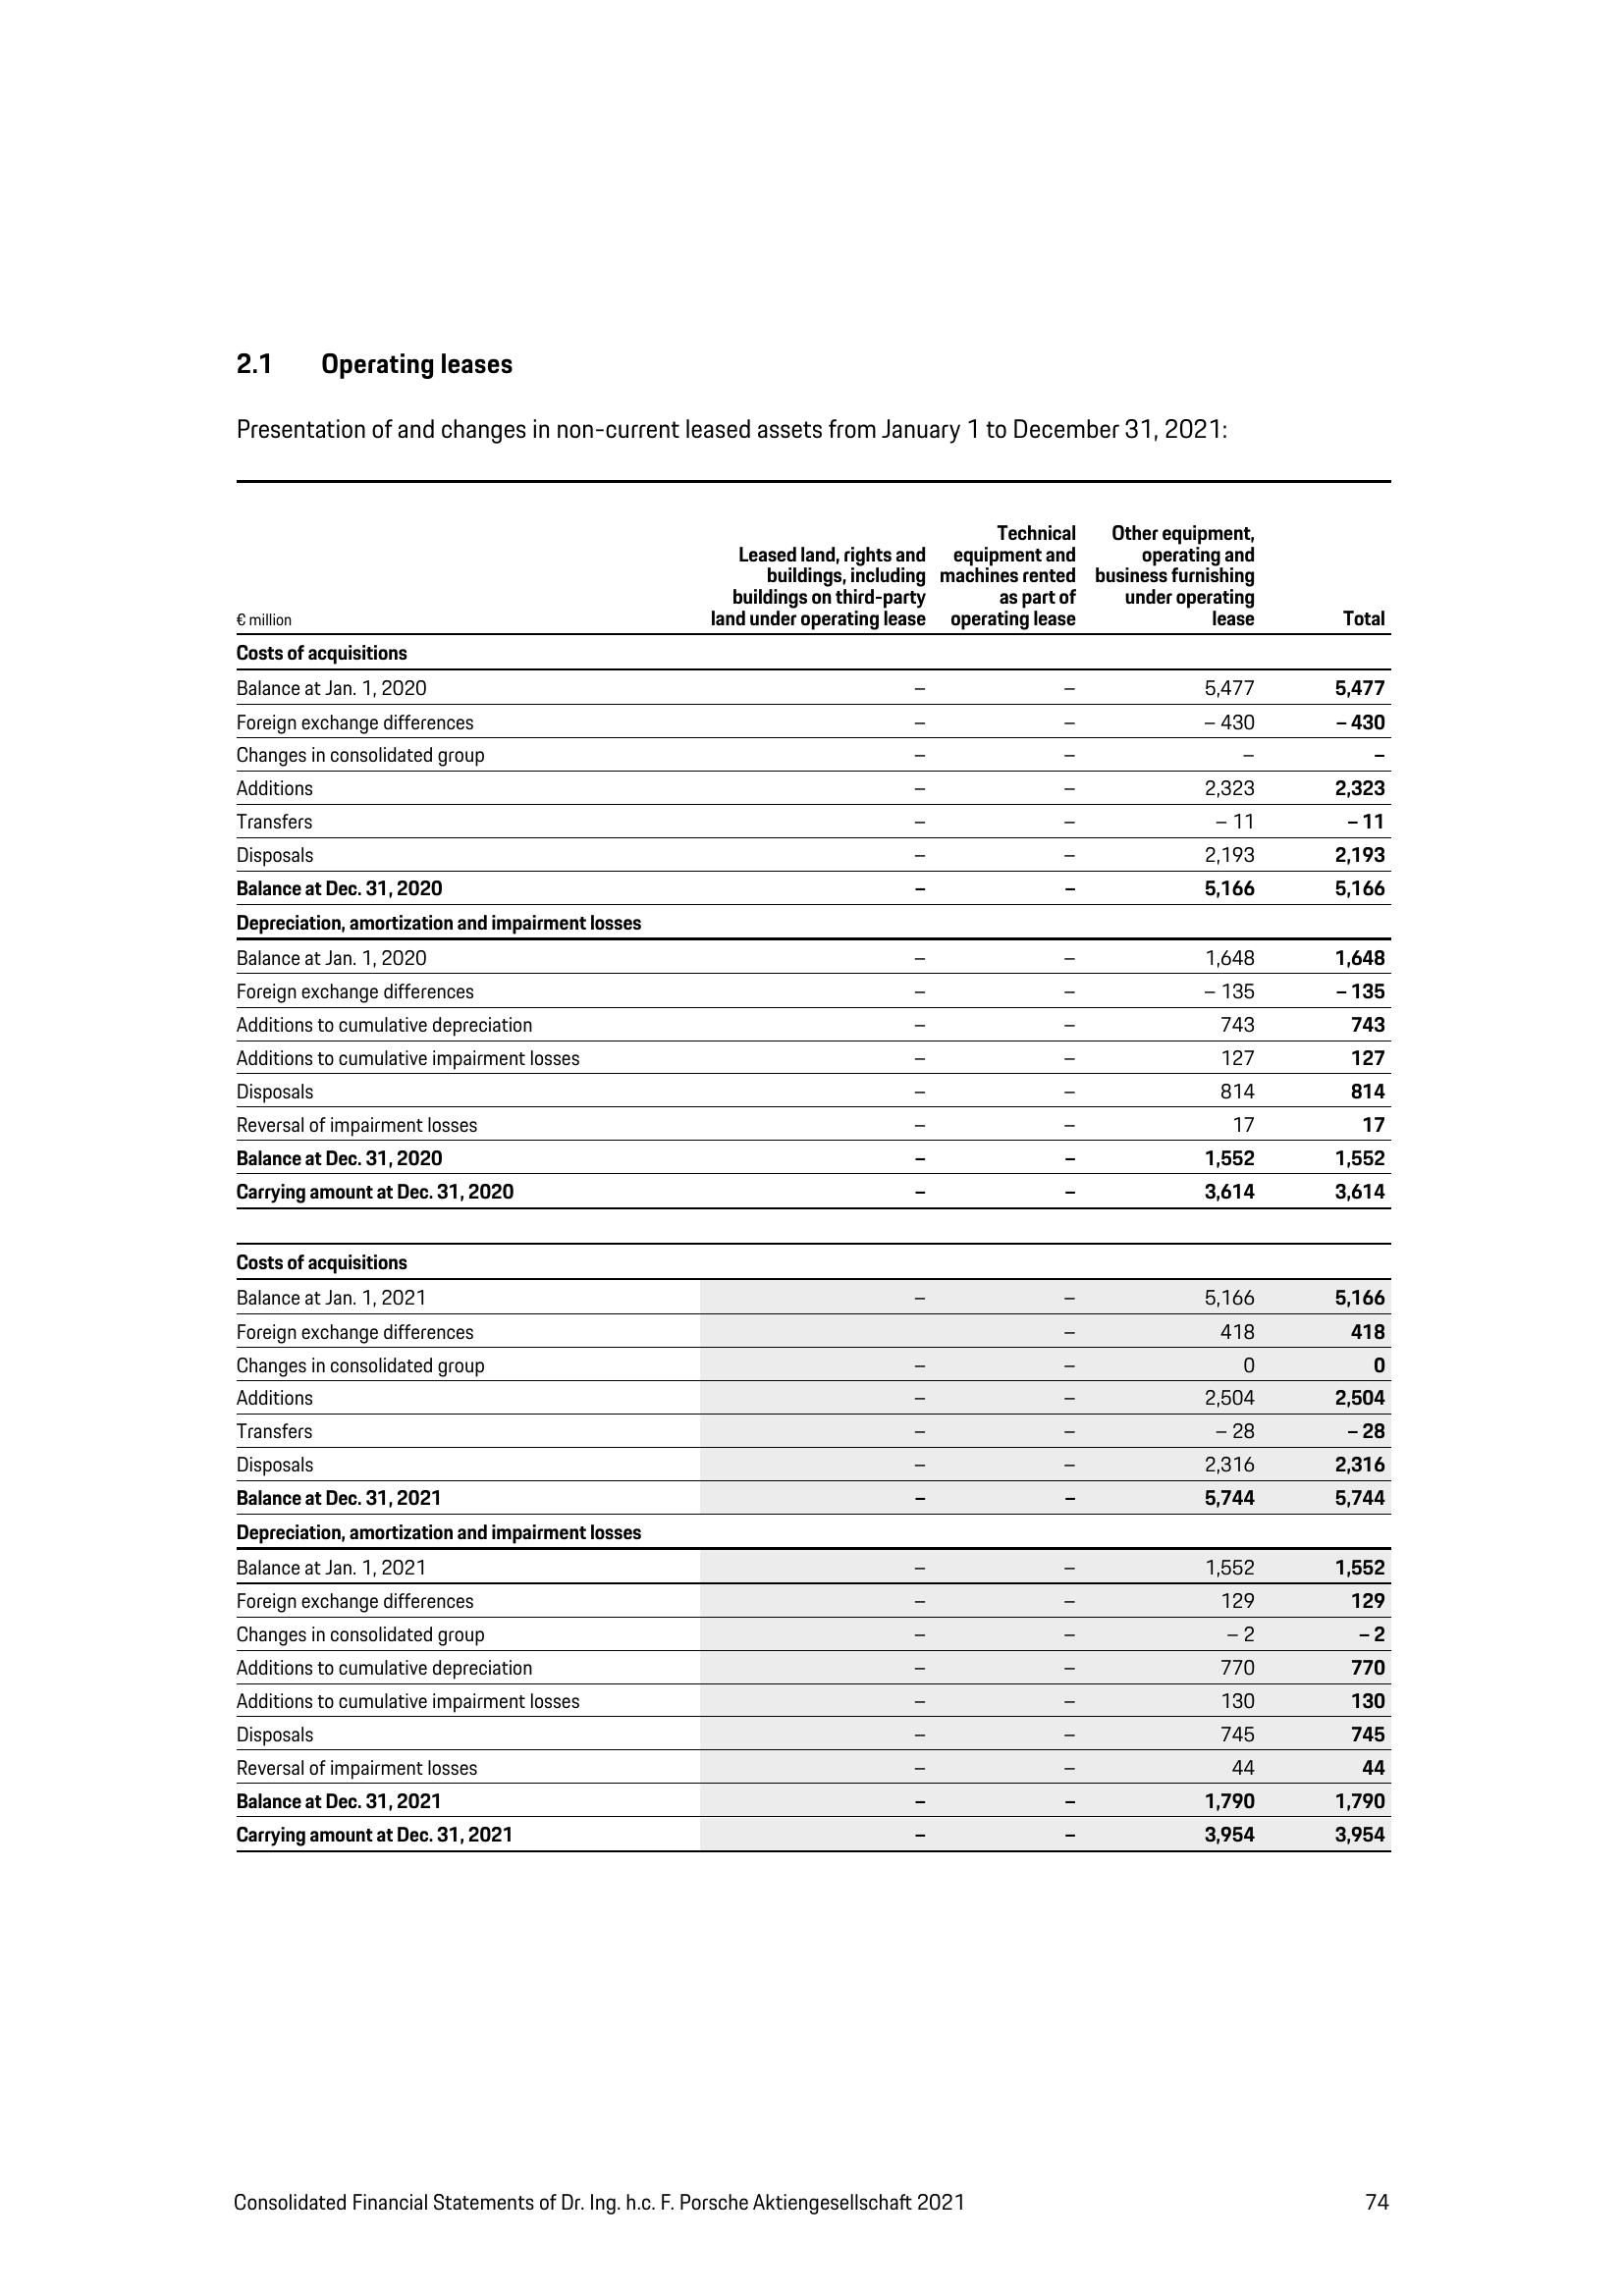 2.1 Operating leases
Presentation of and changes in non-current leased assets from January 1 to December 31, 2021:
€ million
Leased land, rights and
buildings, including
buildings on third-party
land under operating lease
Technical
equipment and
machines rented
as part of
operating lease
Other equipment,
operating and
business furnishing
under operating
lease
Total
Costs of acquisitions
Balance at Jan. 1, 2020 – – 5,477 5,477
Foreign exchange differences – – – 430 – 430
Changes in consolidated group – – – –
Additions – – 2,323 2,323
Transfers – – – 11 – 11
Disposals – – 2,193 2,193
Balance at Dec. 31, 2020 – – 5,166 5,166
Depreciation, amortization and impairment losses
Balance at Jan. 1, 2020 – – 1,648 1,648
Foreign exchange differences – – – 135 – 135
Additions to cumulative depreciation – – 743 743
Additions to cumulative impairment losses – – 127 127
Disposals – – 814 814
Reversal of impairment losses – – 17 17
Balance at Dec. 31, 2020 – – 1,552 1,552
Carrying amount at Dec. 31, 2020 – – 3,614 3,614
Costs of acquisitions
Balance at Jan. 1, 2021 – – 5,166 5,166
Foreign exchange differences – 418 418
Changes in consolidated group – – 0 0
Additions – – 2,504 2,504
Transfers – – – 28 – 28
Disposals – – 2,316 2,316
Balance at Dec. 31, 2021 – – 5,744 5,744
Depreciation, amortization and impairment losses
Balance at Jan. 1, 2021 – – 1,552 1,552
Foreign exchange differences – – 129 129
Changes in consolidated group – – – 2 – 2
Additions to cumulative depreciation – – 770 770
Additions to cumulative impairment losses – – 130 130
Disposals – – 745 745
Reversal of impairment losses – – 44 44
Balance at Dec. 31, 2021 – – 1,790 1,790
Carrying amount at Dec. 31, 2021 – – 3,954 3,954
Consolidated Financial Statements of Dr. Ing. h.c. F. Porsche Aktiengesellschaft 2021 74